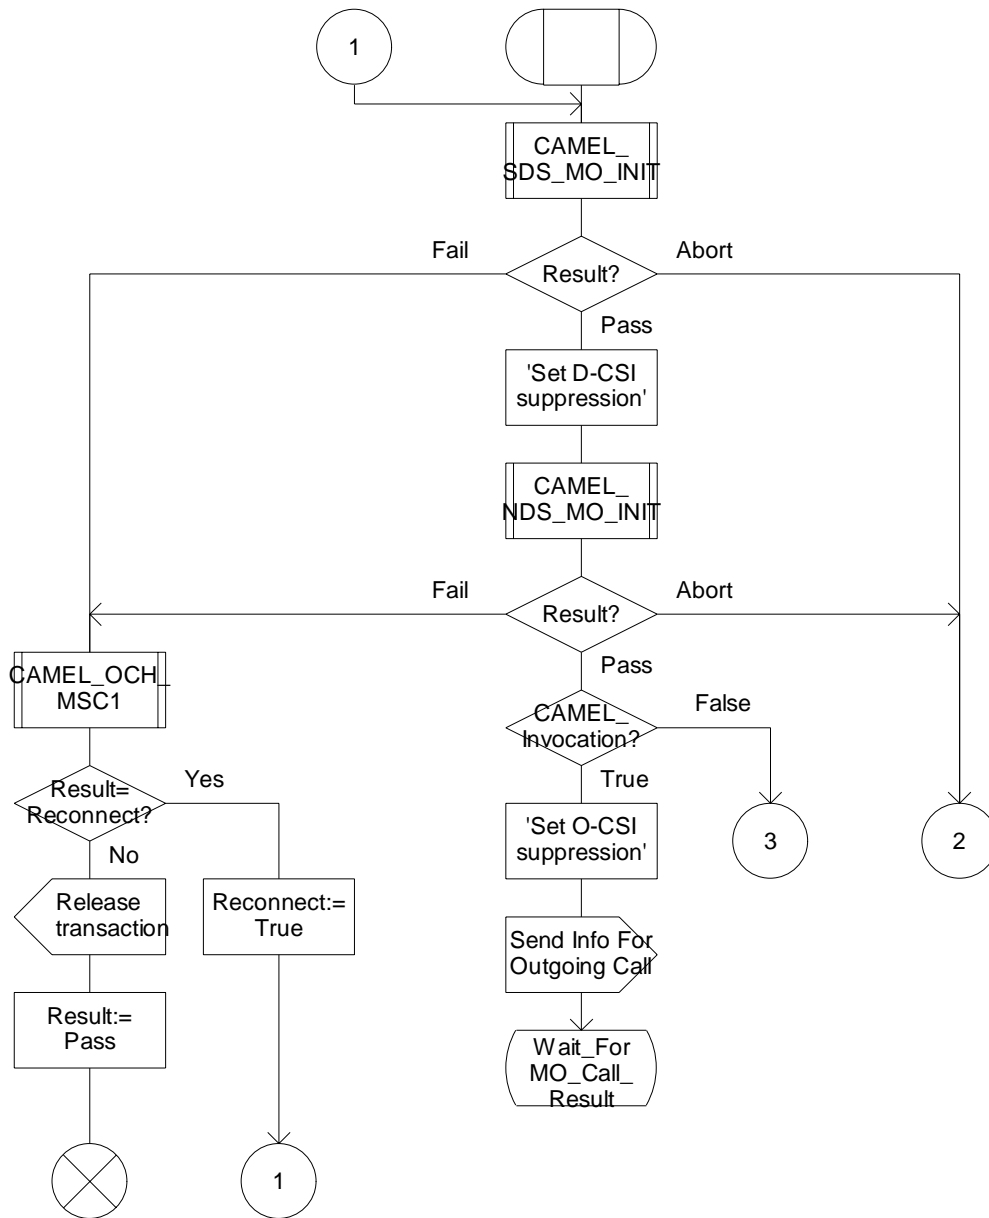 1
CAMEL_
SDS_MO_INIT
Fail
Abort
Result?
Pass
'Set D-CSI
suppression'
CAMEL_
NDS_MO_INIT
Fail
Abort
Result?
Pass
CAMEL_OCH_
MSC1
CAMEL_
Invocation?
False
True
Result=
Reconnect?
Yes
No
'Set O-CSI
suppression'
3
2
Release
transaction
Reconnect:=
True
Send Info For
Outgoing Call
Result:=
Pass
Wait_For
MO_Call_
Result
1